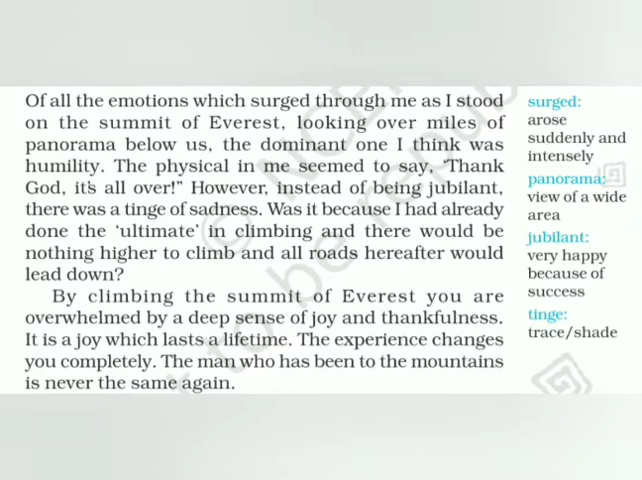 Of all the emotions which surged through me as I stood
on the summit of Everest, looking over miles of
panorama below us, the dominant one I think was
humility. The physical in me seemed to say, ‘Thank
God, it's all over!” However, instead of being jubilant,
there was a tinge of sadness. Was it because I had already
done the ‘ultimate’ in climbing and there would be
nothing higher to climb and all roads hereafter would
lead down?
By climbing the summit of Everest you are
overwhelmed by a deep sense of joy and thankfulness.
It is a joy which lasts a lifetime. The experience changes
you completely. The man who has been to the mountains
is never the same again.
surged:
arose
suddenly and
intensely
panorama:
view of a wide
area
jubilant:
very happy
because of
success
tinge:
trace/shade